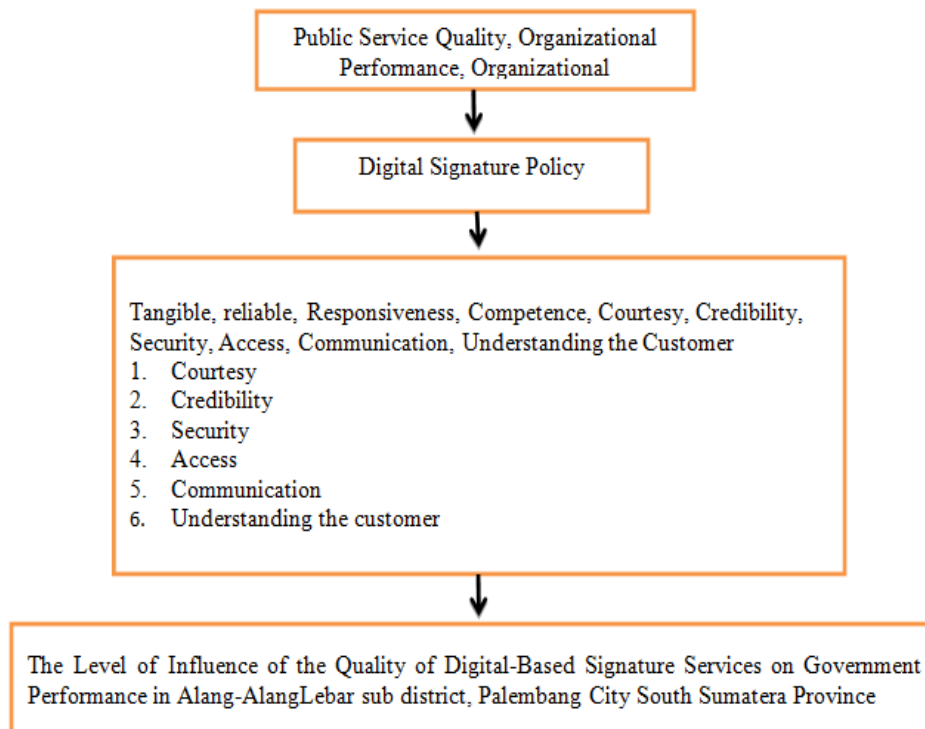 Public Service Quality, Organizational
Performance, Organizational
Digital Signature Policy
Tangible, reliable, Responsiveness, Competence, Courtesy, Credibility,
Security, Access, Communication, Understanding the Customer
1. Courtesy
2. Credibility
3. Security
4. Access
5. Communication
6. Understanding the customer
The Level of Influence of the Quality of Digital-Based Signature Services on Government
Performance in Alang-AlangLebar sub district, Palembang City South Sumatera Province